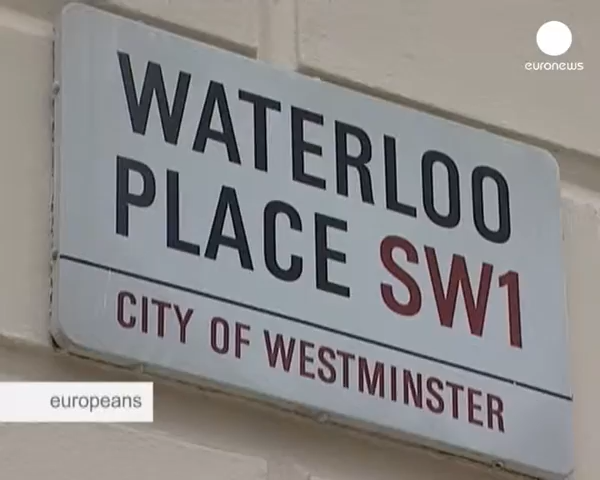 euronews
WATERLOO
PLACE SW1
CITY OF WESTMINSTER
europeans